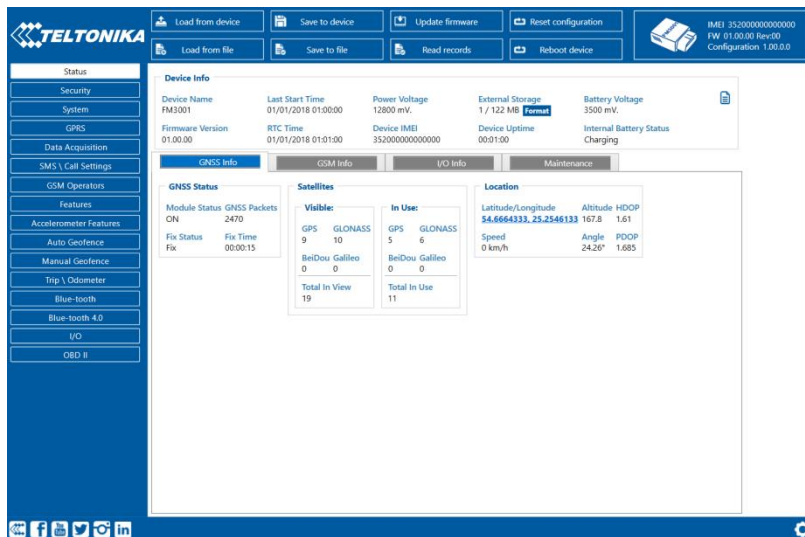 TELTONIKA
Load from device
Save to device
Update firmware
Reset configuration
Load from file
Save to file
Read records
Reboot device
IMEI 352000000000000
FW 01.00.00 Rev:00
Configuration 1.00.0.0
Status
Security
System
GPRS
Data Acquisition
SMS \ Call Settings
GSM Operators
Features
Accelerometer Features
Auto Geofence
Manual Geofence
Trip \ Odometer
Blue-tooth
Blue-tooth 4.0
I/O
OBD II
Device Info
Device Name Last Start Time Power Voltage External Storage Battery Voltage
FM3001 01/01/2018 01:00:00 12800 mV. 1 / 122 MB Format 3500 mV.
Firmware Version RTC Time Device IMEI Device Uptime Internal Battery Status
01.00.00 01/01/2018 01:01:00 352000000000000 00:01:00 Charging
GNSS Info GSM Info I/O Info Maintenance
GNSS Status
Module Status GNSS Packets
ON 2470
Fix Status Fix Time
Fix 00:00:15
Satellites
Visible:
GPS GLONASS
9 10
BeiDou Galileo
0 0
Total In View
19
In Use:
GPS GLONASS
5 6
BeiDou Galileo
0 0
Total In Use
11
Location
Latitude/Longitude Altitude HDOP
54.6664333, 25.2546133 167.8 1.61
Speed Angle PDOP
0 km/h 24.26° 1.685